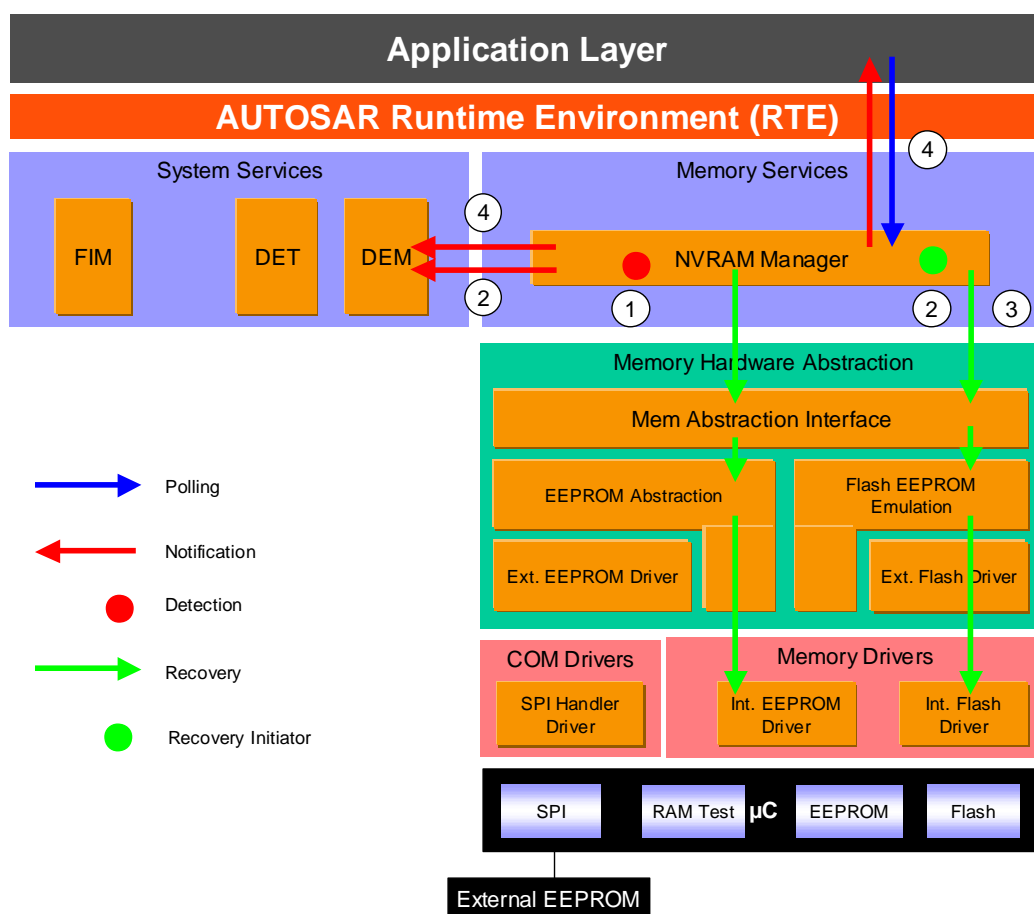 Application Layer
AUTOSAR Runtime Environment (RTE)
System Services
Memory Services
4
4
FIM
DET
DEM
NVRAM Manager
2
1
2
3
Memory Hardware Abstraction
Mem Abstraction Interface
EEPROM Abstraction
Flash EEPROM
Emulation
Ext. EEPROM Driver
Ext. Flash Driver
Polling
Notification
Detection
Recovery
Recovery Initiator
COM Drivers
Memory Drivers
SPI Handler
Driver
Int. EEPROM
Driver
Int. Flash
Driver
SPI
RAM Test
µC
EEPROM
Flash
External EEPROM